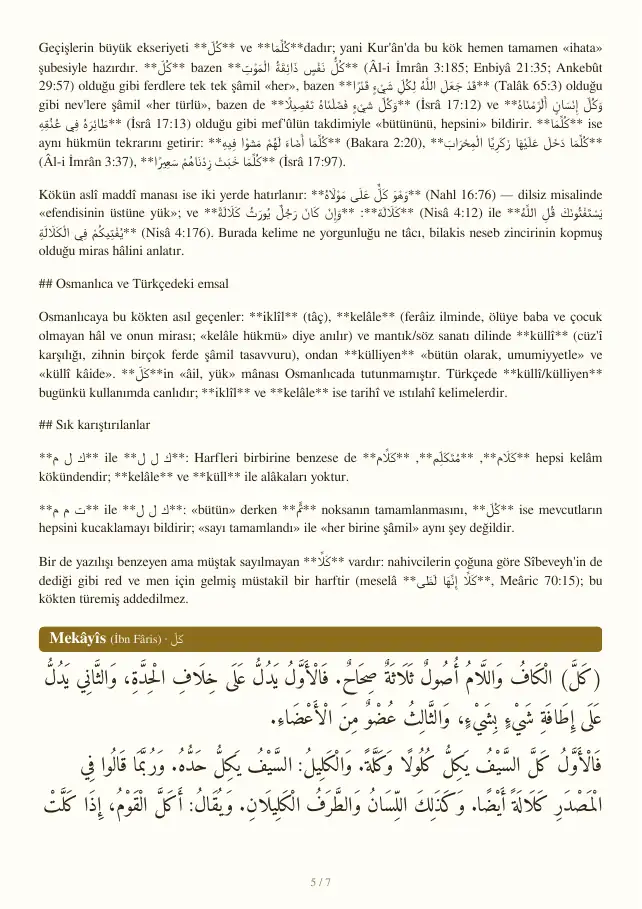 Geçişlerin büyük ekseriyeti **كُلّ** ve **كُلَّمَا**dadır; yani Kur'ân'da bu kök hemen tamamen «ihata»
şubesiyle hazırdır. **كُلّ** bazen **كُلُّ نَفْسٍ ذَائِقَةُ الْمَوْتِ** (Âl-i İmrân 3:185; Enbiyâ 21:35; Ankebût
29:57) olduğu gibi ferdlere tek tek şâmil «her», bazen **قَدْ جَعَلَ اللَّهُ لِكُلِّ شَيْءٍ قَدْرًا** (Talâk 65:3) olduğu
gibi nev'lere şâmil «her türlü», bazen de **وَكُلَّ شَيْءٍ فَصَّلْنَاهُ تَفْصِيلًا** (İsrâ 17:12) ve **وَكُلَّ إِنسَانٍ أَلْزَمْنَاهُ
طَائِرَهُ فِي عُنُقِهِ** (İsrâ 17:13) olduğu gibi mef'ûlün takdimiyle «bütününü, hepsini» bildirir. **كُلَّمَا** ise
aynı hükmün tekrarını getirir: **كُلَّمَا أَضَاءَ لَهُم مَشَوْا فِيهِ** (Bakara 2:20), **كُلَّمَا دَخَلَ عَلَيْهَا زَكَرِيَّا الْمِحْرَابَ**
(Âl-i İmrân 3:37), **كُلَّمَا خَبَتْ زِدْنَاهُمْ سَعِيرًا** (İsrâ 17:97).
Kökün aslî maddî manası ise iki yerde hatırlanır: **وَهُوَ كَلٌّ عَلَى مَوْلَاهُ** (Nahl 16:76) — dilsiz misalinde
«efendisinin üstüne yük»; ve **كَلَالَة**: **وَإِن كَانَ رَجُلٌ يُورَثُ كَلَالَةً** (Nisâ 4:12) ile **يَسْتَفْتُونَكَ قُلِ اللَّهُ
يُفْتِيكُمْ فِي الْكَلَالَةِ** (Nisâ 4:176). Burada kelime ne yorgunluğu ne tâcı, bilakis neseb zincirinin kopmuş
olduğu miras hâlini anlatır.
## Osmanlıca ve Türkçedeki emsal
Osmanlıcaya bu kökten asıl geçenler: **iklîl** (tâç), **kelâle** (ferâiz ilminde, ölüye baba ve çocuk
olmayan hâl ve onun mirası; «kelâle hükmü» diye anılır) ve mantık/söz sanatı dilinde **küllî** (cüz'î
karşılığı, zihnin birçok ferde şâmil tasavvuru), ondan **külliyen** «bütün olarak, umumiyyetle» ve
«küllî kâide». **كَلّ**in «âil, yük» mânası Osmanlıcada tutunmamıştır. Türkçede **küllî/külliyen**
bugünkü kullanımda canlıdır; **iklîl** ve **kelâle** ise tarihî ve ıstılahî kelimelerdir.
## Sık karıştırılanlar
**ك ل ل** ile **ك ل م**: Harfleri birbirine benzese de **كَلَام**, **مُتَكَلِّم**, **كَلَّام** hepsi kelâm
kökündendir; **kelâle** ve **küll** ile alâkaları yoktur.
**ك ل ل** ile **ت م م**: «bütün» derken **تَمَّ** noksanın tamamlanmasını, **كُلّ** ise mevcutların
hepsini kucaklamayı bildirir; «sayı tamamlandı» ile «her birine şâmil» aynı şey değildir.
Bir de yazılışı benzeyen ama müştak sayılmayan **كَلَّا** vardır: nahivcilerin çoğuna göre Sîbeveyh'in de
dediği gibi red ve men için gelmiş müstakil bir harftir (meselâ **كَلَّا إِنَّهَا لَظَى**, Meâric 70:15); bu
kökten türemiş addedilmez.
Mekâyîs (İbn Fâris) · كل
(كَلَّ) الْكَافُ وَاللَّامُ أُصُولٌ ثَلَاثَةٌ صِحَاحٌ. فَالْأَوَّلُ يَدُلُّ عَلَى خِلَافِ الْحِدَّةِ، وَالثَّانِي يَدُلُّ
عَلَى إِطَافَةِ شَيْءٍ بِشَيْءٍ، وَالثَّالِثُ عُضْوٌ مِنَ الْأَعْضَاءِ.
فَالْأَوَّلُ كَلَّ السَّيْفُ يَكِلُّ كُلُولًا وَكَلَّةً. وَالْكَلِيلُ: السَّيْفُ يَكِلُّ حَدُّهُ. وَرُبَّمَا قَالُوا فِي
الْمَصْدَرِ كَلَالَةً أَيْضًا. وَكَذَلِكَ اللِّسَانُ وَالطَّرَفُ الْكَلِيلَانِ. وَيُقَالُ: أَكَلَّ الْقَوْمُ، إِذَا كَلَّتْ
5 / 7